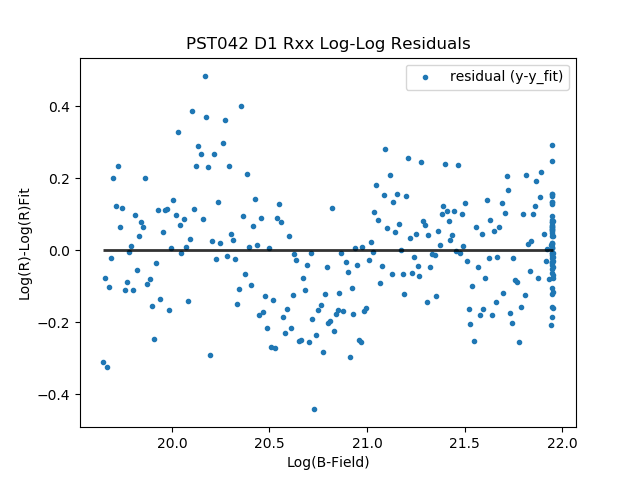 PST042 D1 Rxx Log-Log Residuals
residual (y-y_fit)
Log(R)-Log(R)Fit
0.4
0.2
0.0
−0.2
−0.4
20.0 20.5 21.0 21.5 22.0
Log(B-Field)